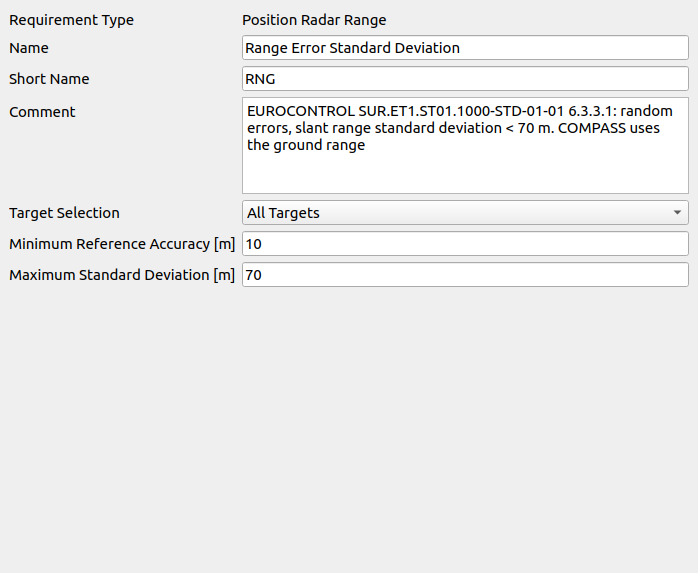 Requirement Type Position Radar Range
Name Range Error Standard Deviation
Short Name RNG
Comment EUROCONTROL SUR.ET1.ST01.1000-STD-01-01 6.3.3.1: random
errors, slant range standard deviation < 70 m. COMPASS uses
the ground range
Target Selection All Targets
Minimum Reference Accuracy [m] 10
Maximum Standard Deviation [m] 70